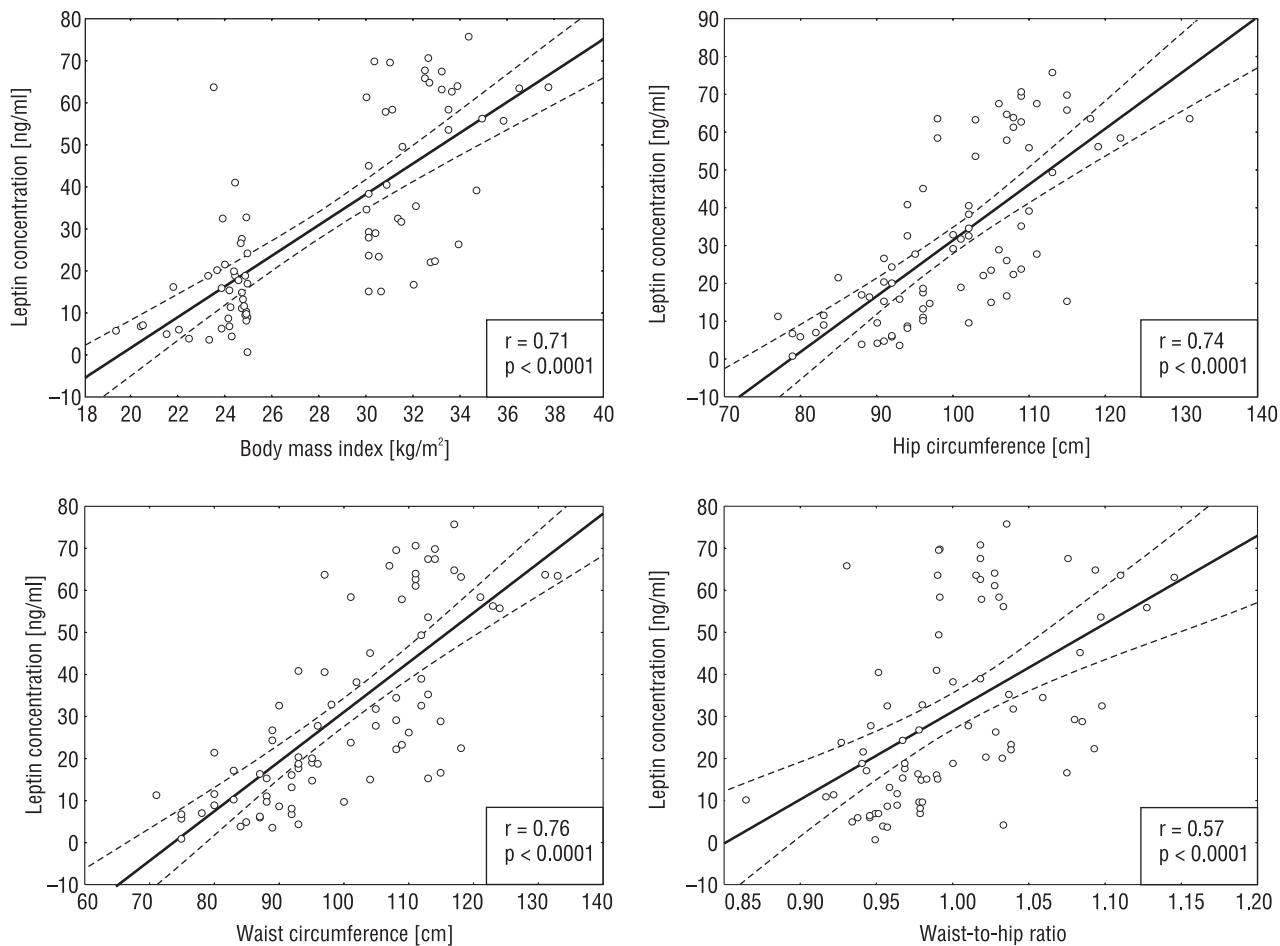 80
70
60
50
40
30
20
10
0
–10
Leptin concentration [ng/ml]
r = 0.71
p < 0.0001
18 20 22 24 26 28 30 32 34 36 38 40
Body mass index [kg/m²]
90
80
70
60
50
40
30
20
10
0
–10
Leptin concentration [ng/ml]
r = 0.74
p < 0.0001
70 80 90 100 110 120 130 140
Hip circumference [cm]
80
70
60
50
40
30
20
10
0
–10
Leptin concentration [ng/ml]
r = 0.76
p < 0.0001
60 70 80 90 100 110 120 130 140
Waist circumference [cm]
80
70
60
50
40
30
20
10
0
–10
Leptin concentration [ng/ml]
r = 0.57
p < 0.0001
0.85 0.90 0.95 1.00 1.10 1.10 1.15 1.20
Waist-to-hip ratio